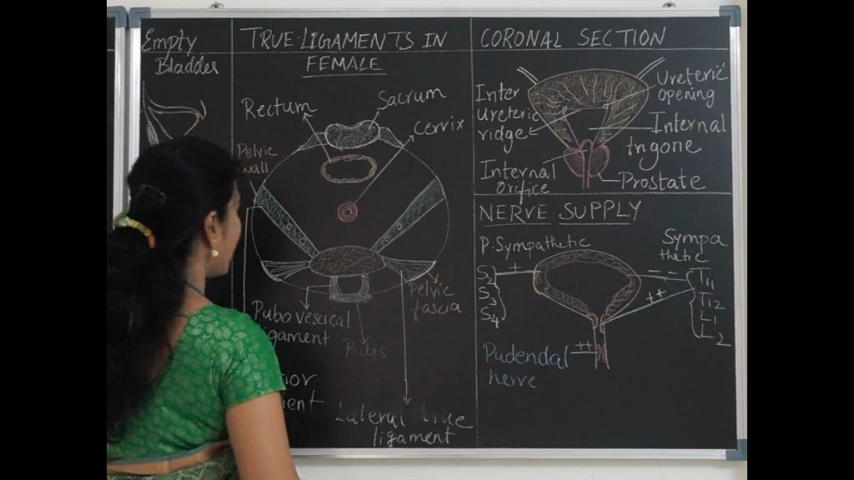 Empty
Bladder
TRUE-LIGAMENTS IN
FEMALE
Rectum
Sacrum
Cervix
Pelvic
wall
Pubovesical
ligament
Pubis
Pelvic
fascia
Lateral true
ligament
CORONAL SECTION
Inter
Ureteric
ridge
Ureteric
opening
Internal
trigone
Internal
Orifice
Prostate
NERVE SUPPLY
P.Sympathetic
Sympa
thetic
S2
S3
S4
+
- -
++
T11
T12
L1
L2
Pudendal
nerve
++